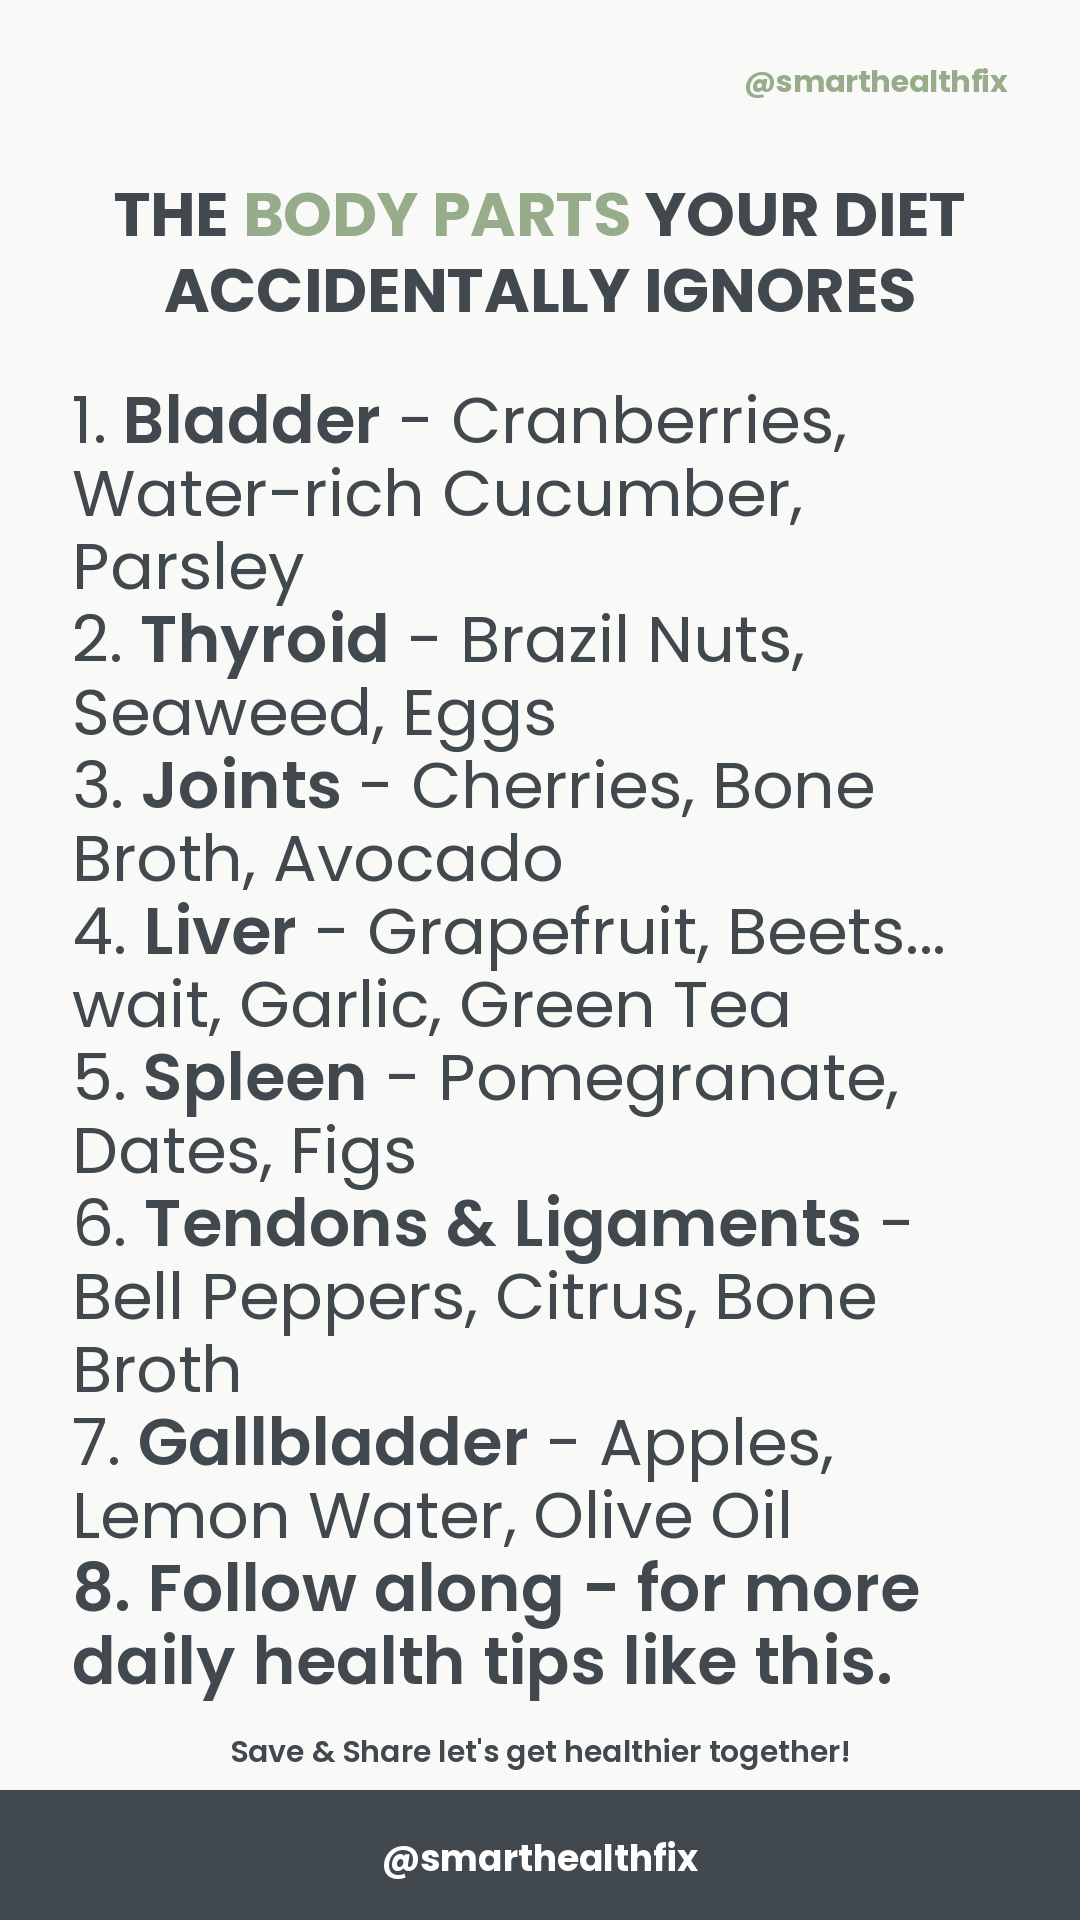 @smarthealthfix
THE BODY PARTS YOUR DIET
ACCIDENTALLY IGNORES
1. Bladder - Cranberries,
Water-rich Cucumber,
Parsley
2. Thyroid - Brazil Nuts,
Seaweed, Eggs
3. Joints - Cherries, Bone
Broth, Avocado
4. Liver - Grapefruit, Beets...
wait, Garlic, Green Tea
5. Spleen - Pomegranate,
Dates, Figs
6. Tendons & Ligaments -
Bell Peppers, Citrus, Bone
Broth
7. Gallbladder - Apples,
Lemon Water, Olive Oil
8. Follow along - for more
daily health tips like this.
Save & Share let's get healthier together!
@smarthealthfix